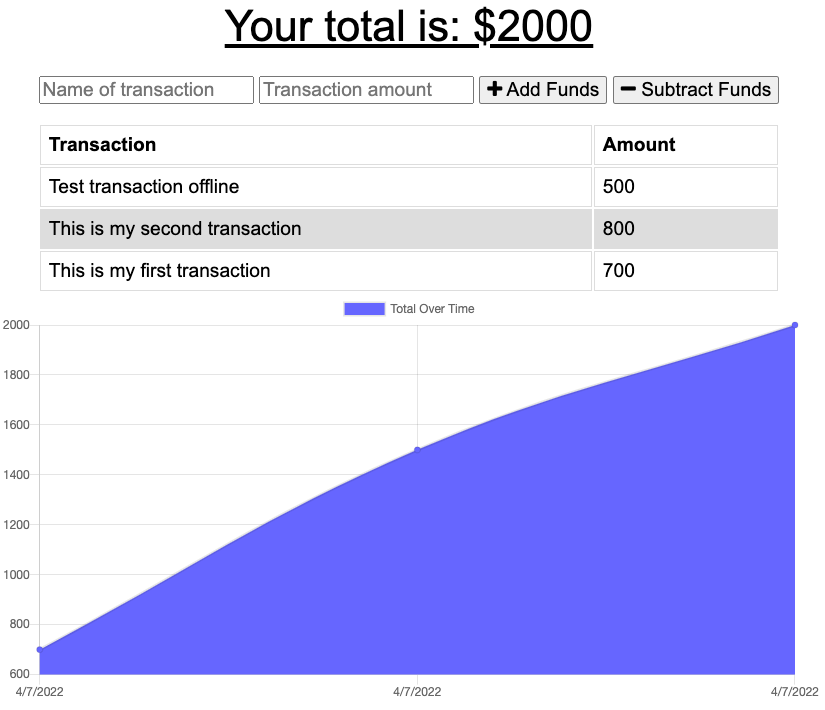 Your total is: $2000
Name of transaction Transaction amount Add Funds Subtract Funds
Transaction Amount
Test transaction offline 500
This is my second transaction 800
This is my first transaction 700
Total Over Time
2000
1800
1600
1400
1200
1000
800
600
4/7/2022 4/7/2022 4/7/2022